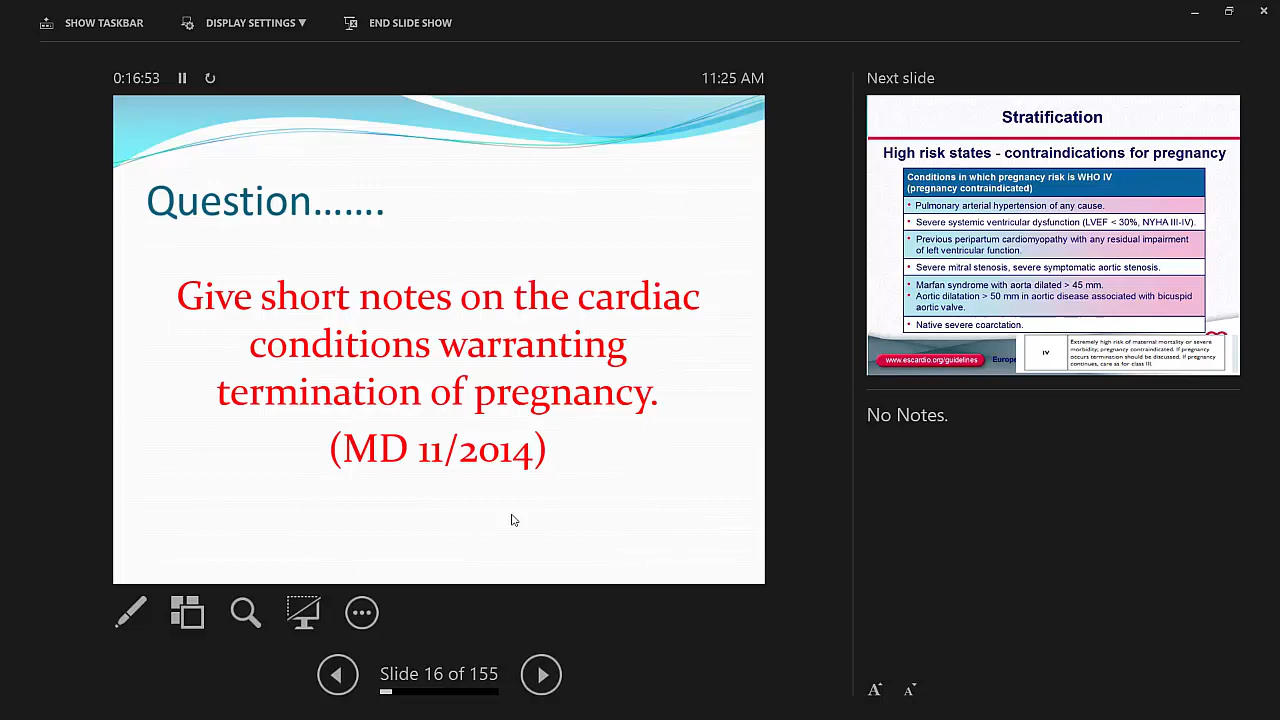 SHOW TASKBAR
DISPLAY SETTINGS ▼
END SLIDE SHOW
0:16:53
11:25 AM
Question.......
Give short notes on the cardiac
conditions warranting
termination of pregnancy.
(MD 11/2014)
Slide 16 of 155
Next slide
Stratification
High risk states - contraindications for pregnancy
Conditions in which pregnancy risk is WHO IV
(pregnancy contraindicated)
• Pulmonary arterial hypertension of any cause.
• Severe systemic ventricular dysfunction (LVEF < 30%, NYHA III-IV).
• Previous peripartum cardiomyopathy with any residual impairment
of left ventricular function.
• Severe mitral stenosis, severe symptomatic aortic stenosis.
• Marfan syndrome with aorta dilated > 45 mm.
• Aortic dilatation > 50 mm in aortic disease associated with bicuspid
aortic valve.
• Native severe coarctation.
www.escardio.org/guidelines
Europe
IV
Extremely high risk of maternal mortality or severe
morbidity; pregnancy contraindicated. If pregnancy
occurs termination should be discussed. If pregnancy
continues, care as for class III.
No Notes.
A A